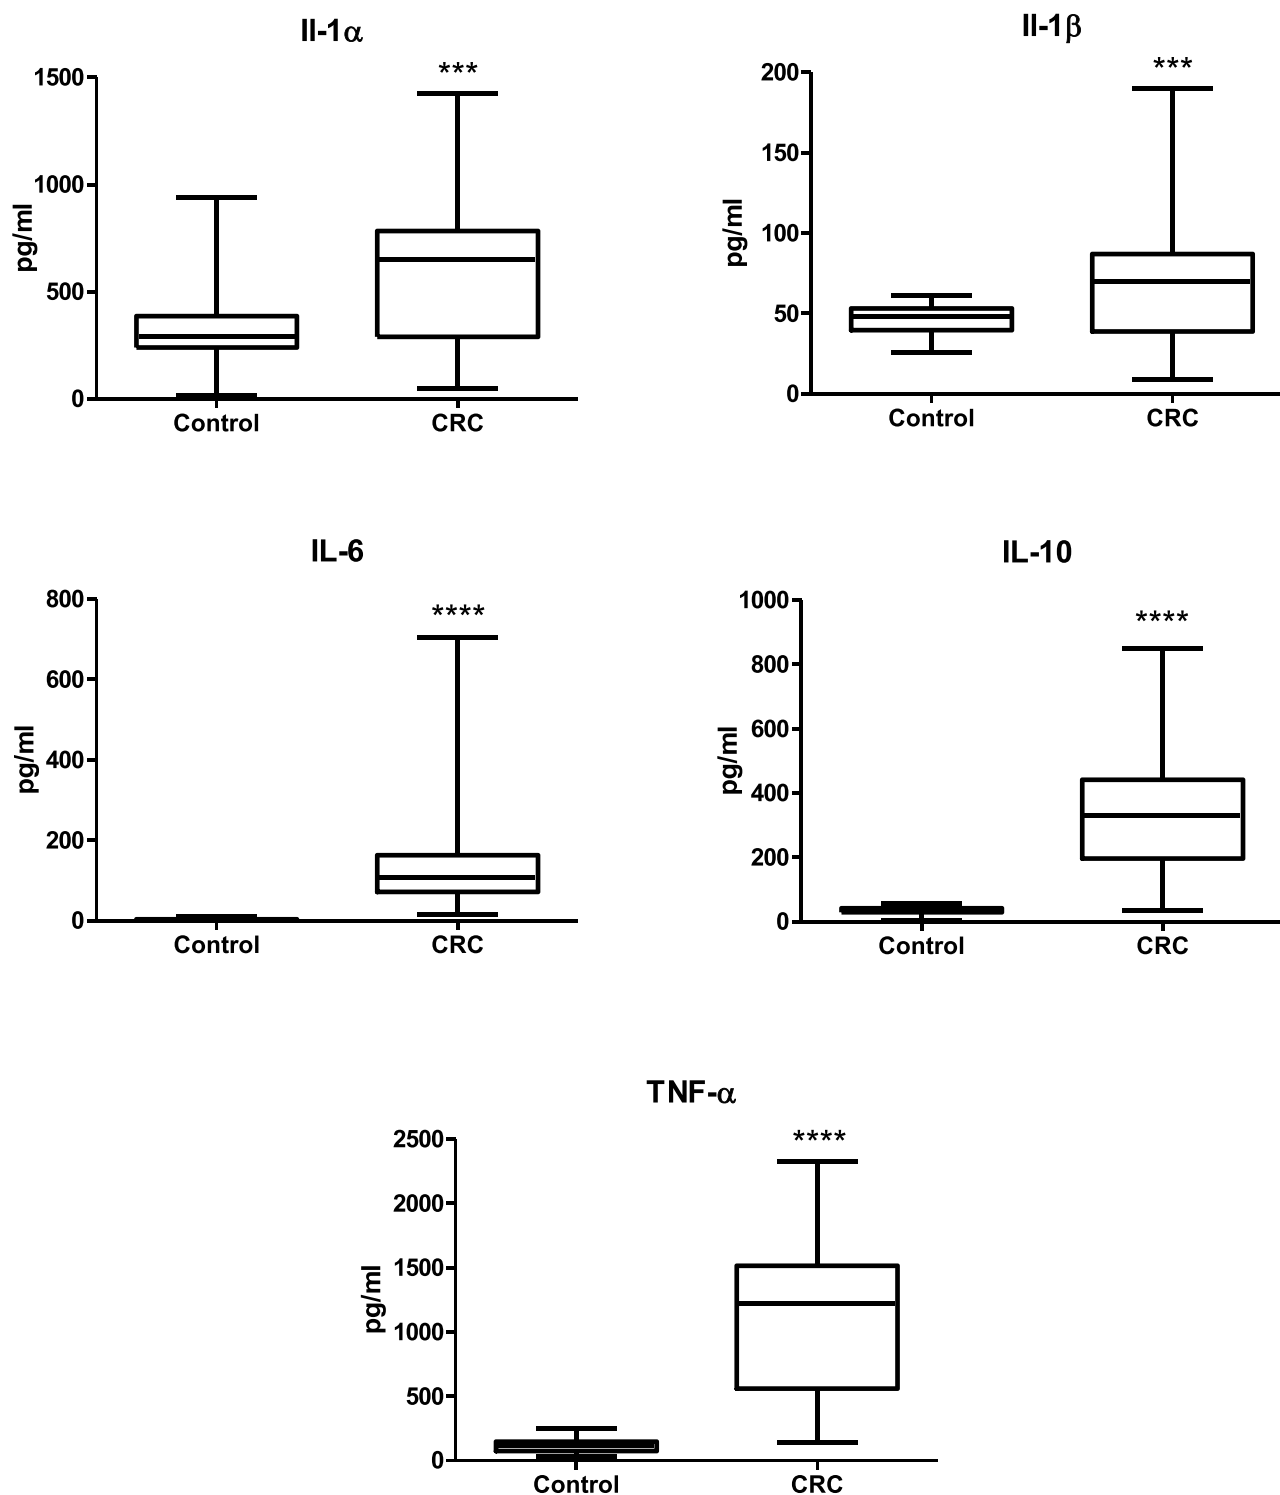 Il-1α
***
1500
1000
500
0
pg/ml
Control
CRC
Il-1β
***
200
150
100
50
0
pg/ml
Control
CRC
IL-6
****
800
600
400
200
0
pg/ml
Control
CRC
IL-10
****
1000
800
600
400
200
0
pg/ml
Control
CRC
TNF-α
****
2500
2000
1500
1000
500
0
pg/ml
Control
CRC